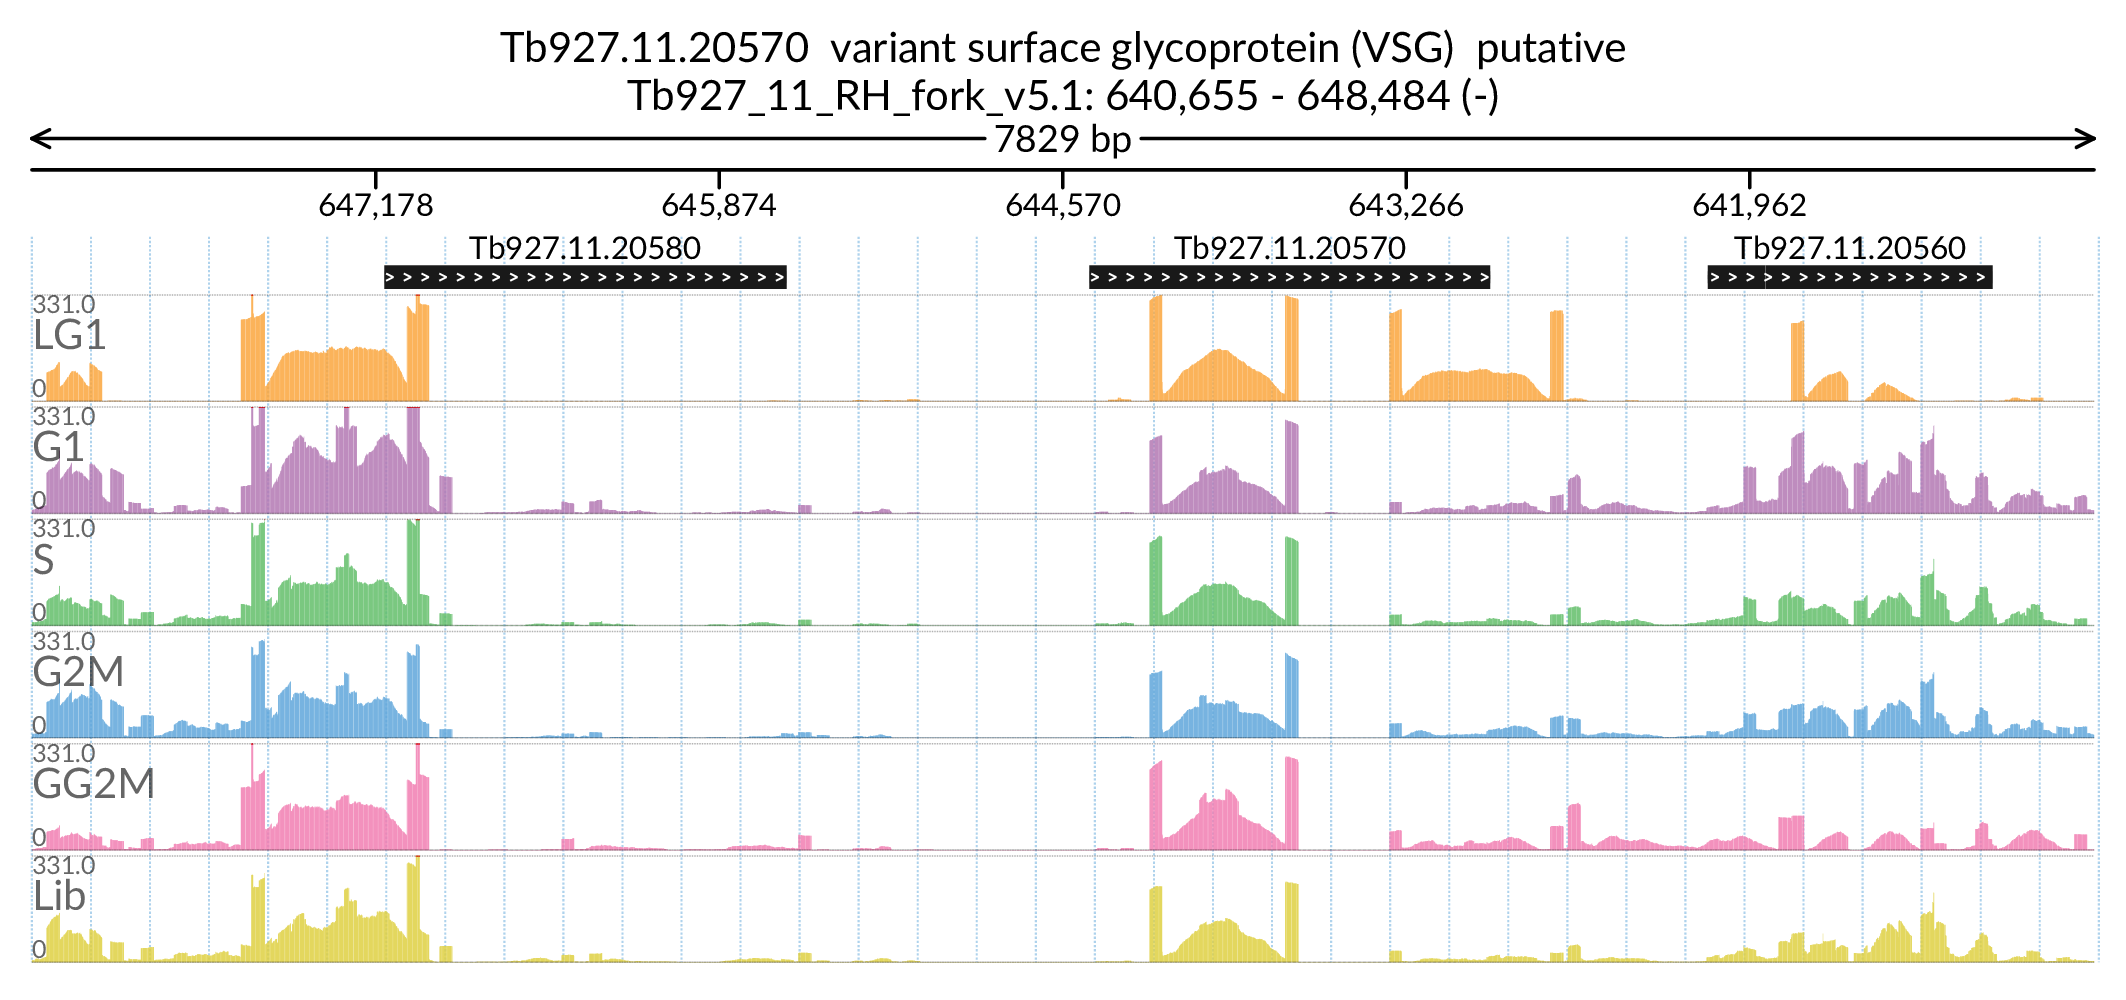 Tb927.11.20570  variant surface glycoprotein (VSG)  putative
Tb927_11_RH_fork_v5.1: 640,655 - 648,484 (-)
7829 bp
647,178 645,874 644,570 643,266 641,962
Tb927.11.20580 Tb927.11.20570 Tb927.11.20560
331.0
LG1
0
331.0
G1
0
331.0
S
0
331.0
G2M
0
331.0
GG2M
0
331.0
Lib
0